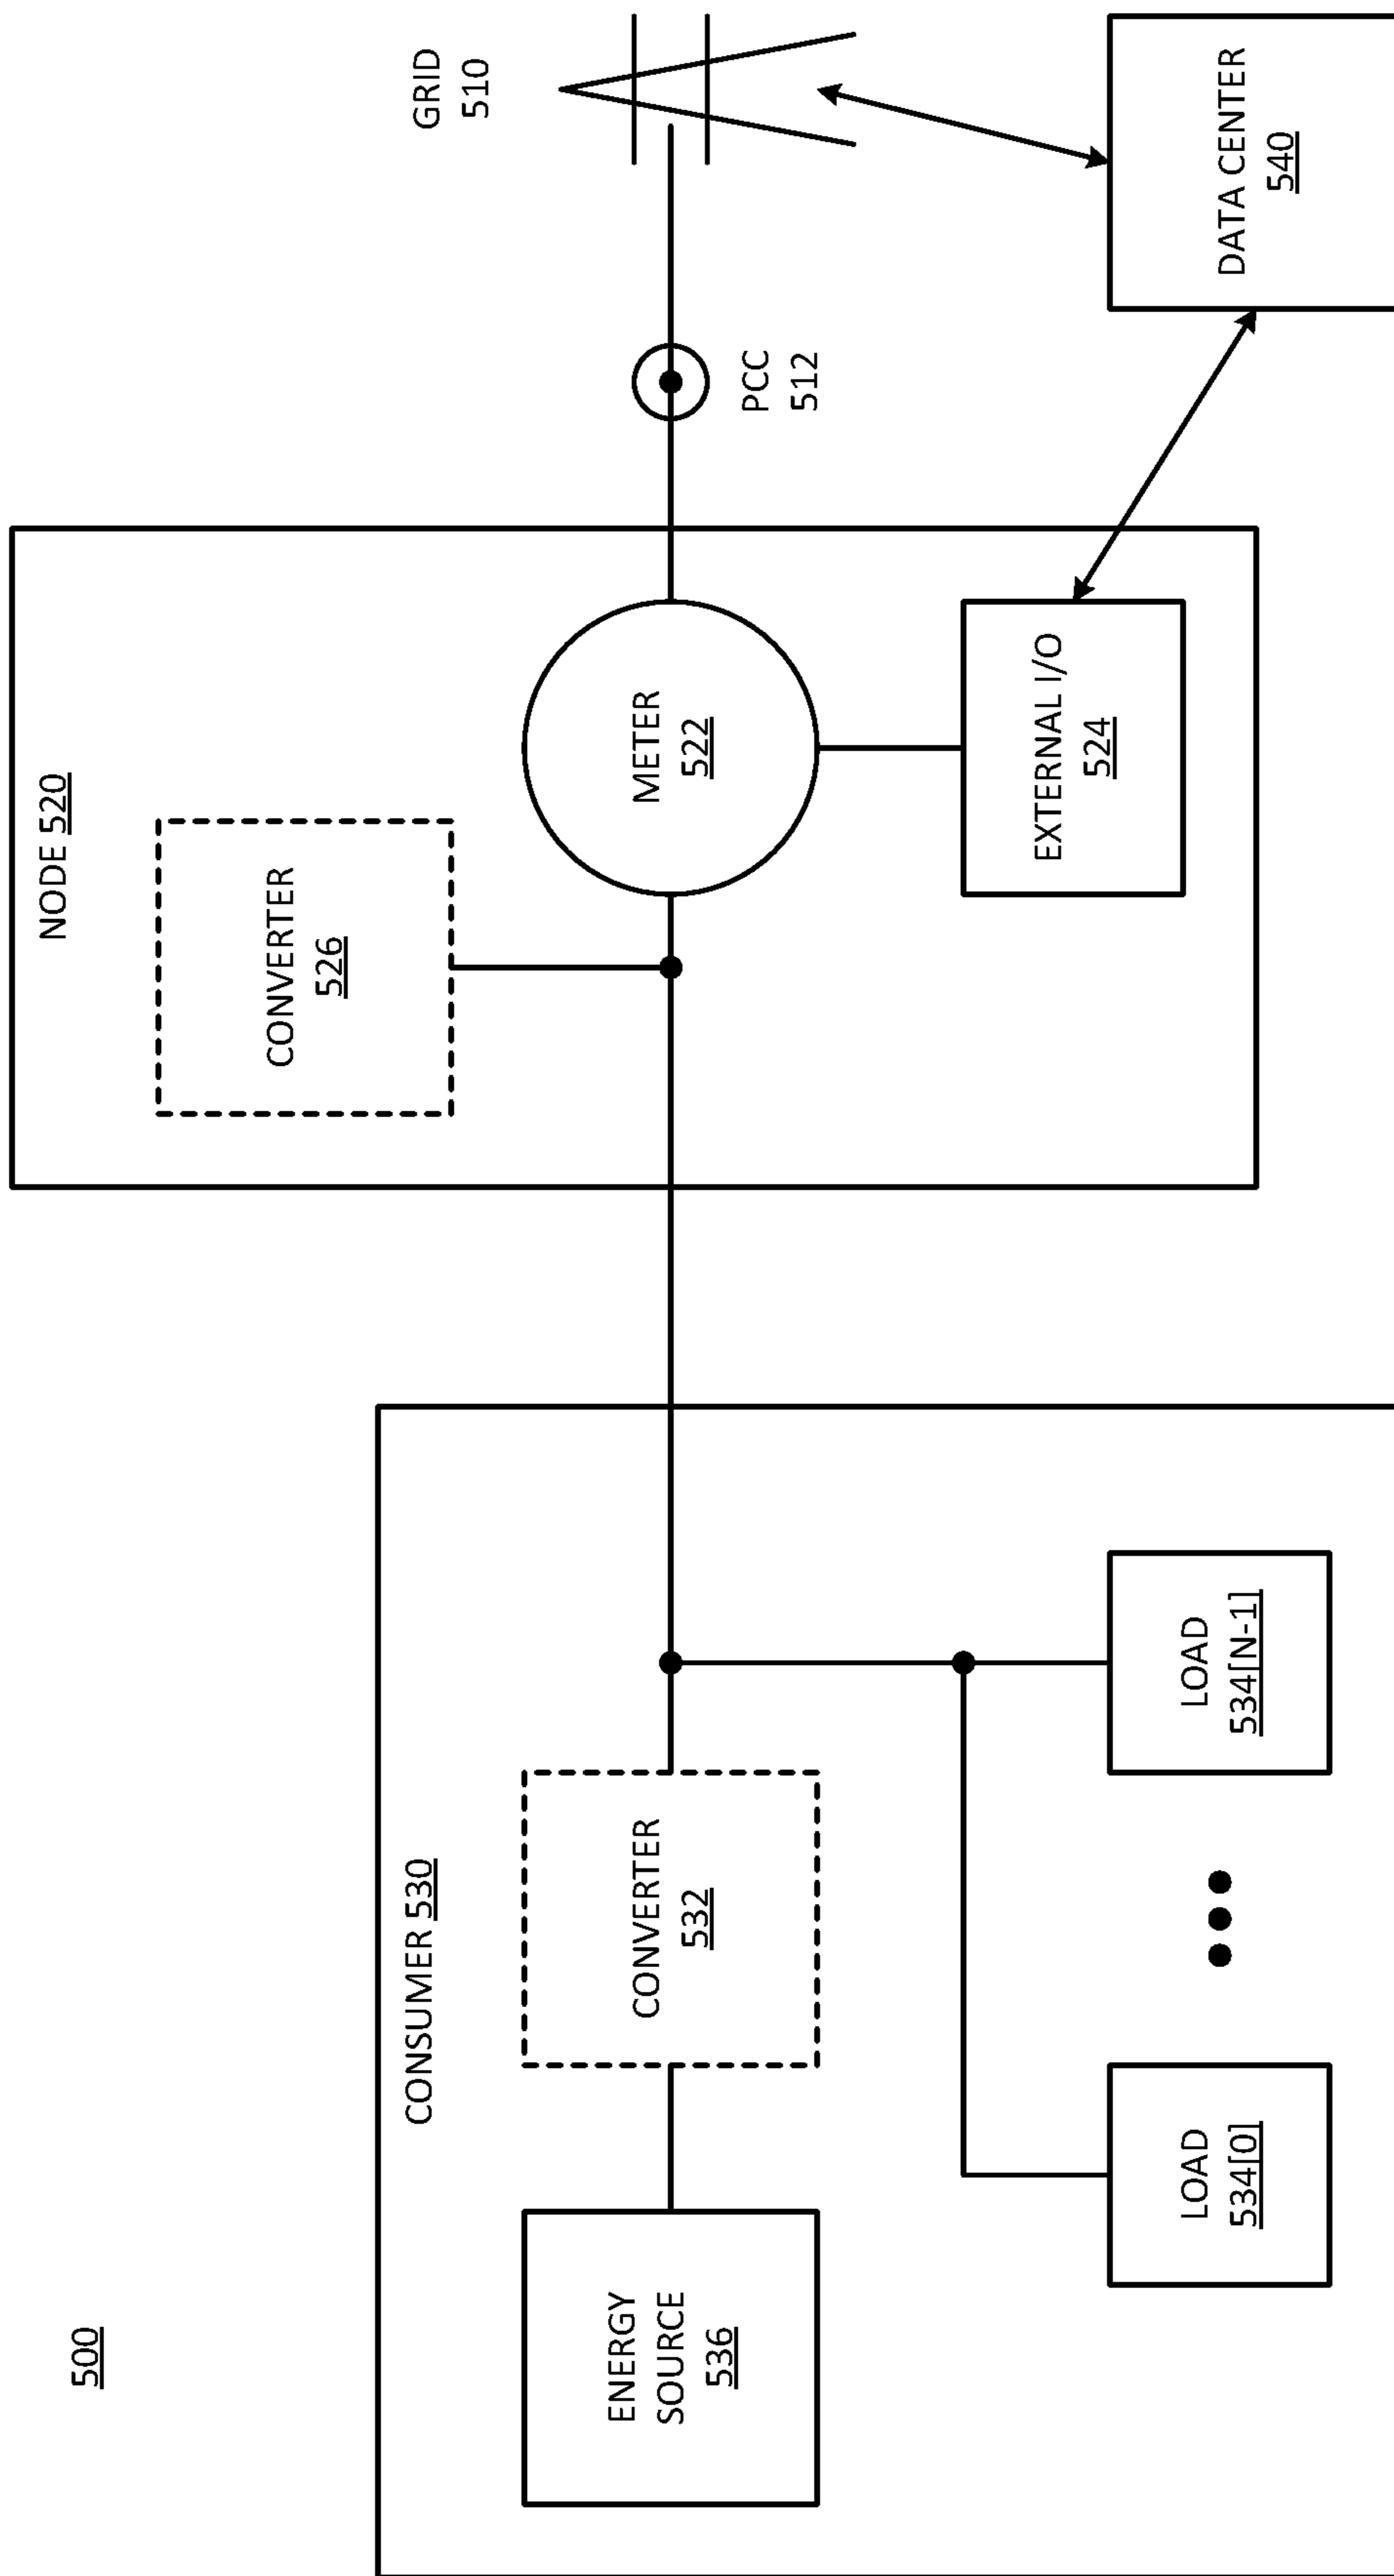 500
CONSUMER 530
ENERGY
SOURCE
536
CONVERTER
532
LOAD
534[0]
LOAD
534[N-1]
NODE 520
CONVERTER
526
METER
522
EXTERNAL I/O
524
PCC
512
GRID
510
DATA CENTER
540